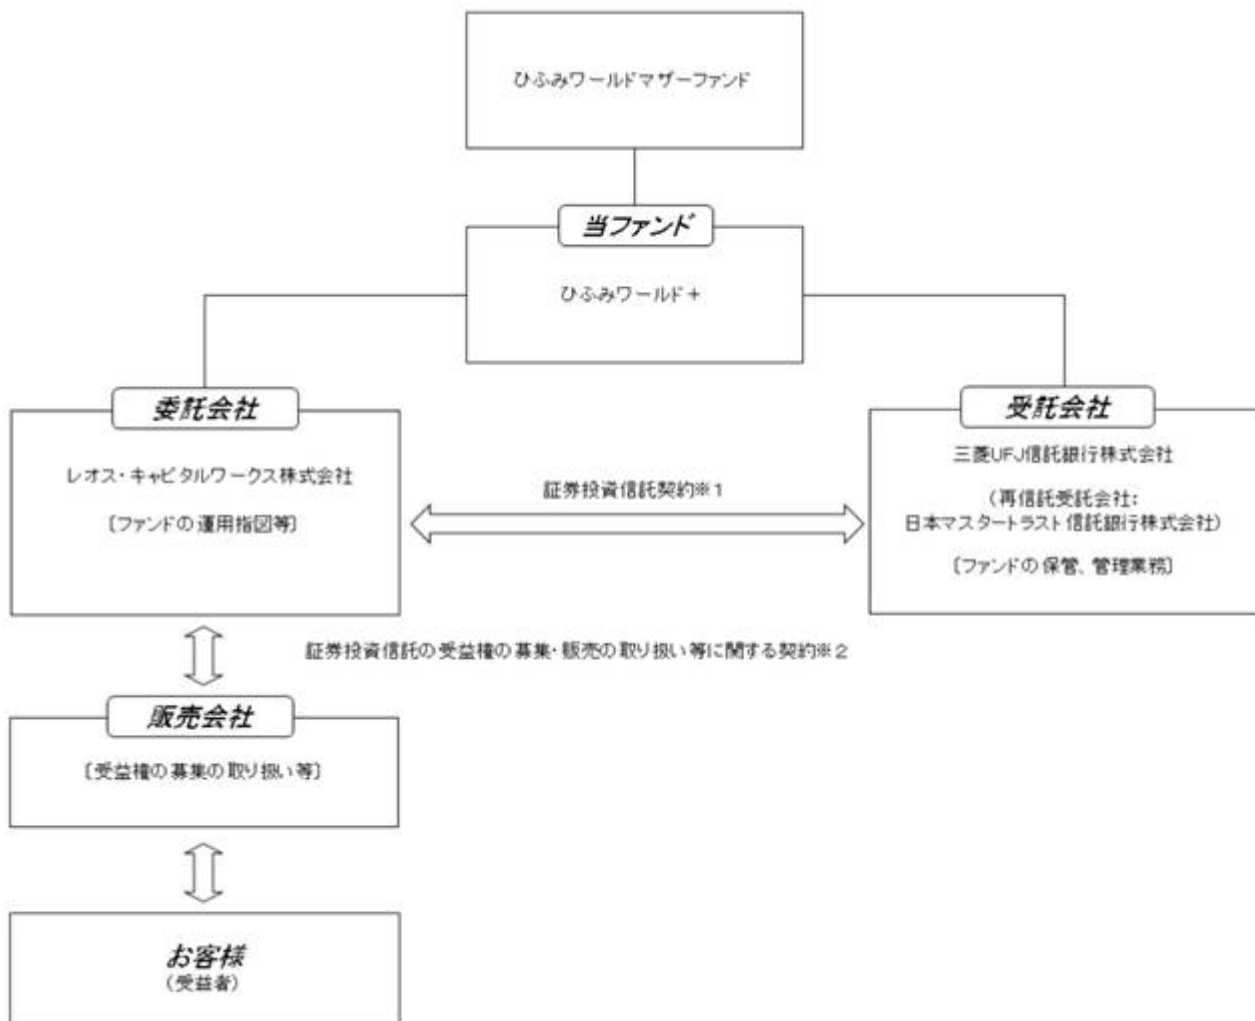 ひふみワールドマザーファンド
当ファンド
ひふみワールド＋
委託会社
レオス・キャピタルワークス株式会社
〔ファンドの運用指図等〕
証券投資信託契約※１
受託会社
三菱UFJ信託銀行株式会社
（再信託受託会社：
日本マスタートラスト信託銀行株式会社）
〔ファンドの保管、管理業務〕
証券投資信託の受益権の募集・販売の取り扱い等に関する契約※２
販売会社
〔受益権の募集の取り扱い等〕
お客様
（受益者）